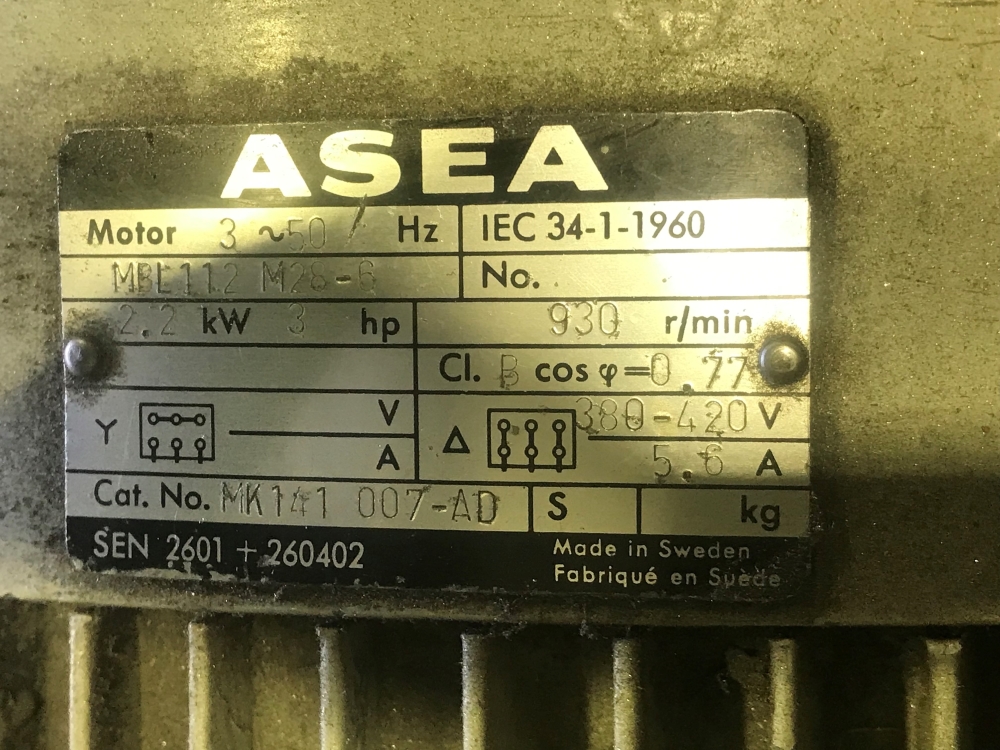 ASEA
Motor 3 ~ 50 Hz IEC 34-1-1960
MBL112 M28-6 No.
2.2 kW 3 hp 930 r/min
Cl. B cos φ=0.77
Y V Δ 380-420 V
A 5.6 A
Cat. No. MK141 007-AD S kg
SEN 2601 + 260402
Made in Sweden
Fabriqué en Suède